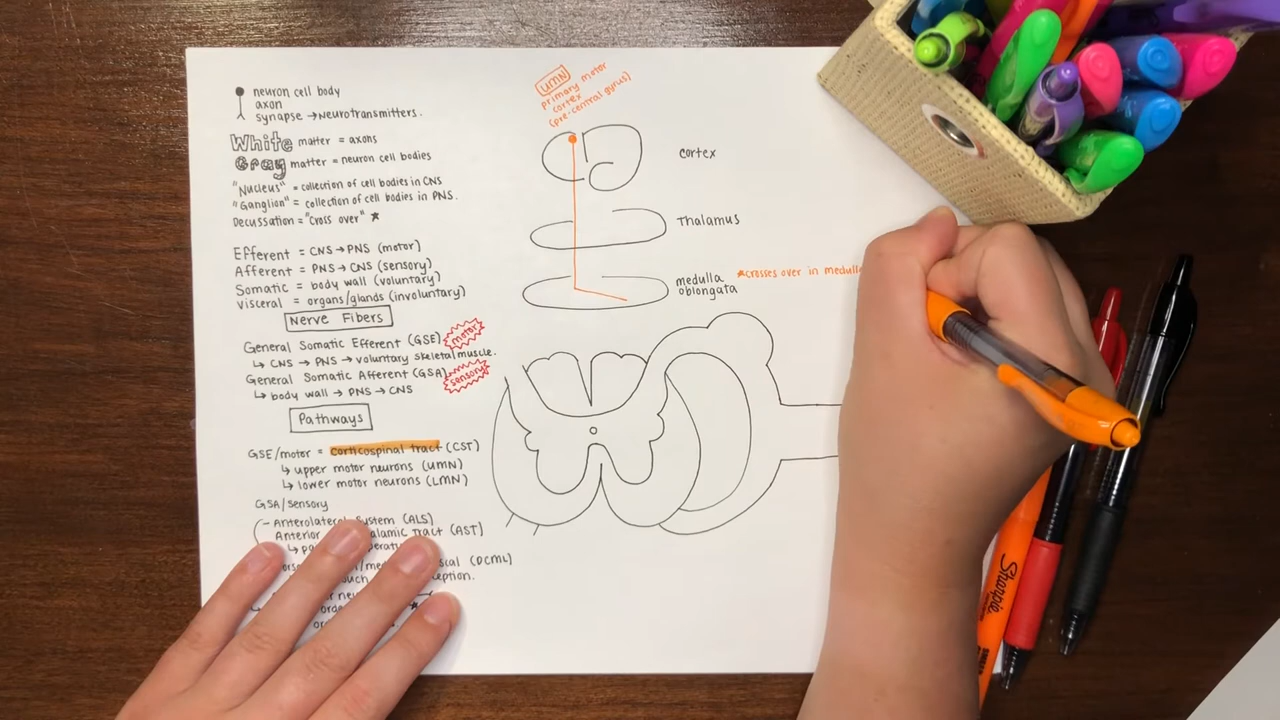 neuron cell body
axon
synapse → Neurotransmitters.
White matter = axons
Gray matter = neuron cell bodies
"Nucleus" = collection of cell bodies in CNS
"Ganglion" = collection of cell bodies in PNS.
Decussation = "Cross over" ★
Efferent = CNS → PNS (motor)
Afferent = PNS → CNS (sensory)
Somatic = body wall (voluntary)
Visceral = organs/glands (involuntary)
Nerve Fibers
General Somatic Efferent (GSE) motor
↳ CNS → PNS → voluntary skeletal muscle.
General Somatic Afferent (GSA) sensory
↳ body wall → PNS → CNS
Pathways
GSE/motor = corticospinal tract (CST)
↳ upper motor neurons (UMN)
↳ lower motor neurons (LMN)
GSA/sensory
- Anterolateral System (ALS)
Anterior tract (AST)
(DCML)
UMN
primary motor
cortex
(pre-central gyrus)
cortex
Thalamus
medulla
oblongata
★crosses over in
Sharpie